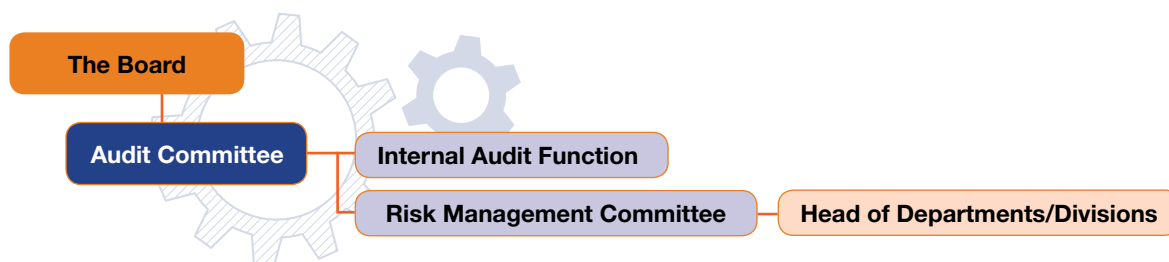 The Board
Audit Committee
Internal Audit Function
Risk Management Committee
Head of Departments/Divisions